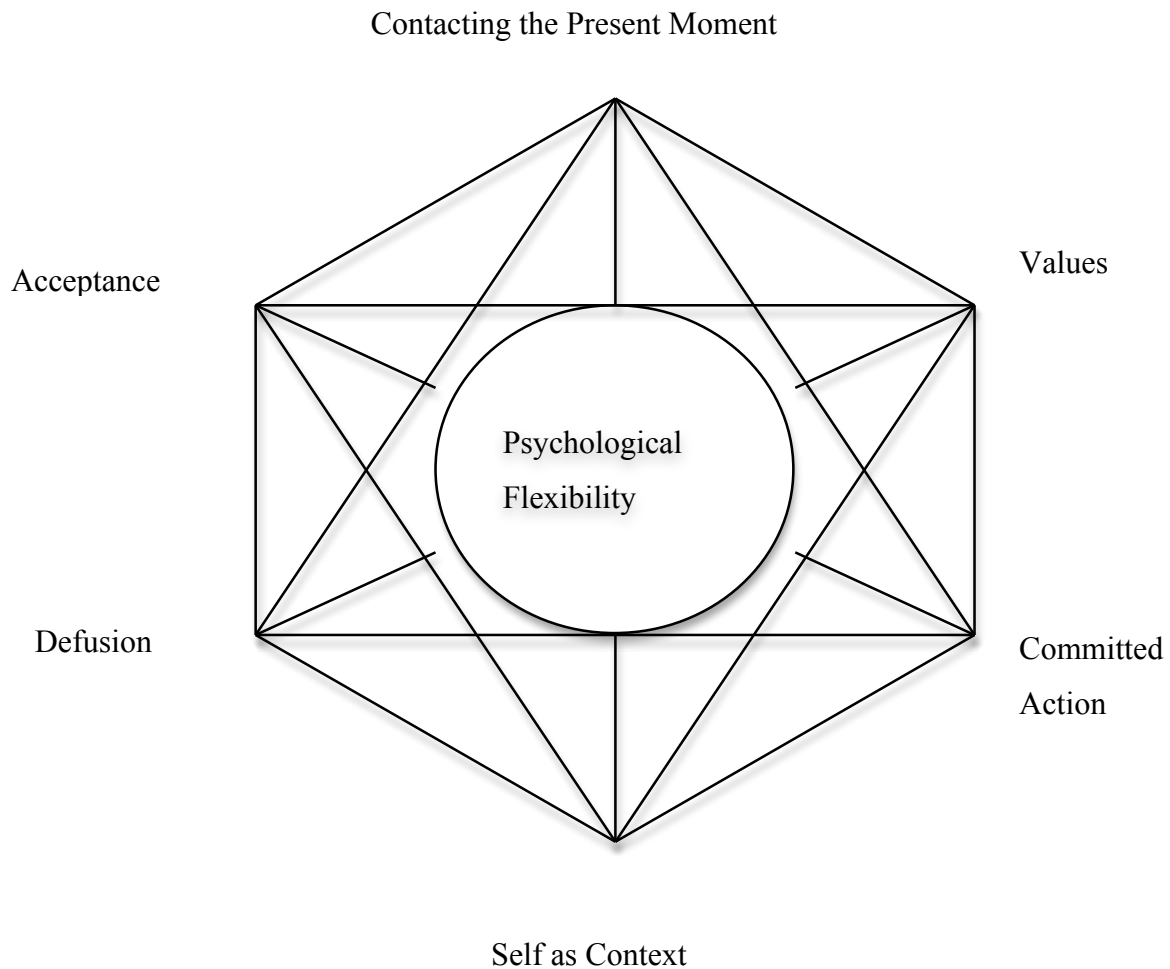 Contacting the Present Moment
Values
Acceptance
Psychological
Flexibility
Defusion
Committed
Action
Self as Context